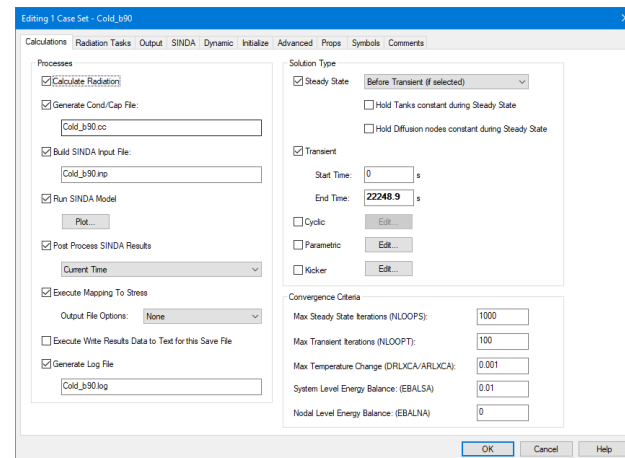 Editing 1 Case Set - Cold_b90
Calculations Radiation Tasks Output SINDA Dynamic Initialize Advanced Props Symbols Comments
Processes
Calculate Radiation
Generate Cond/Cap File:
Cold_b90.cc
Build SINDA Input File:
Cold_b90.inp
Run SINDA Model
Plot...
Post Process SINDA Results
Current Time
Execute Mapping To Stress
Output File Options: None
Execute Write Results Data to Text for this Save File
Generate Log File
Cold_b90.log
Solution Type
Steady State Before Transient (if selected)
Hold Tanks constant during Steady State
Hold Diffusion nodes constant during Steady State
Transient
Start Time: 0 s
End Time: 22248.9 s
Cyclic Edit...
Parametric Edit...
Kicker Edit...
Convergence Criteria
Max Steady State Iterations (NLOOPS): 1000
Max Transient Iterations (NLOOPT): 100
Max Temperature Change (DRLXCA/ARLXCA): 0.001
System Level Energy Balance: (EBALSA) 0.01
Nodal Level Energy Balance: (EBALNA) 0
OK Cancel Help